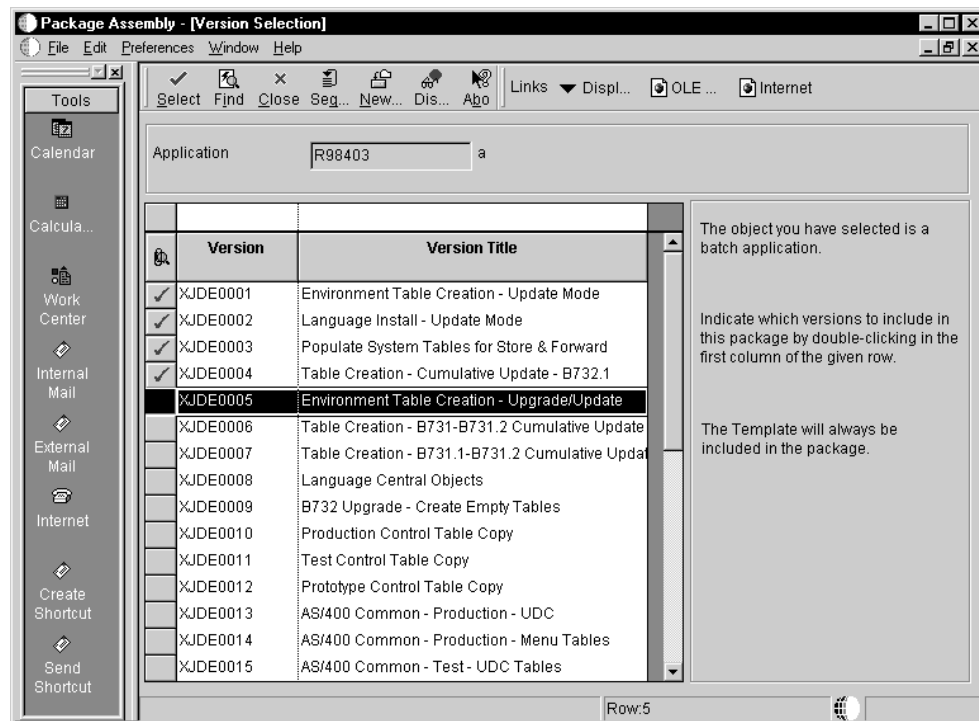 Package Assembly - [Version Selection]
File Edit Preferences Window Help
Tools
Calendar
Calcula...
Work
Center
Internal
Mail
External
Mail
Internet
Create
Shortcut
Send
Shortcut
Select Find Close Seq... New... Dis... Abo Links Displ... OLE ... Internet
Application R98403 a
Version Version Title
XJDE0001 Environment Table Creation - Update Mode
XJDE0002 Language Install - Update Mode
XJDE0003 Populate System Tables for Store & Forward
XJDE0004 Table Creation - Cumulative Update - B732.1
XJDE0005 Environment Table Creation - Upgrade/Update
XJDE0006 Table Creation - B731-B731.2 Cumulative Update
XJDE0007 Table Creation - B731.1-B731.2 Cumulative Updat
XJDE0008 Language Central Objects
XJDE0009 B732 Upgrade - Create Empty Tables
XJDE0010 Production Control Table Copy
XJDE0011 Test Control Table Copy
XJDE0012 Prototype Control Table Copy
XJDE0013 AS/400 Common - Production - UDC
XJDE0014 AS/400 Common - Production - Menu Tables
XJDE0015 AS/400 Common - Test - UDC Tables
The object you have selected is a
batch application.
Indicate which versions to include in
this package by double-clicking in the
first column of the given row.
The Template will always be
included in the package.
Row:5